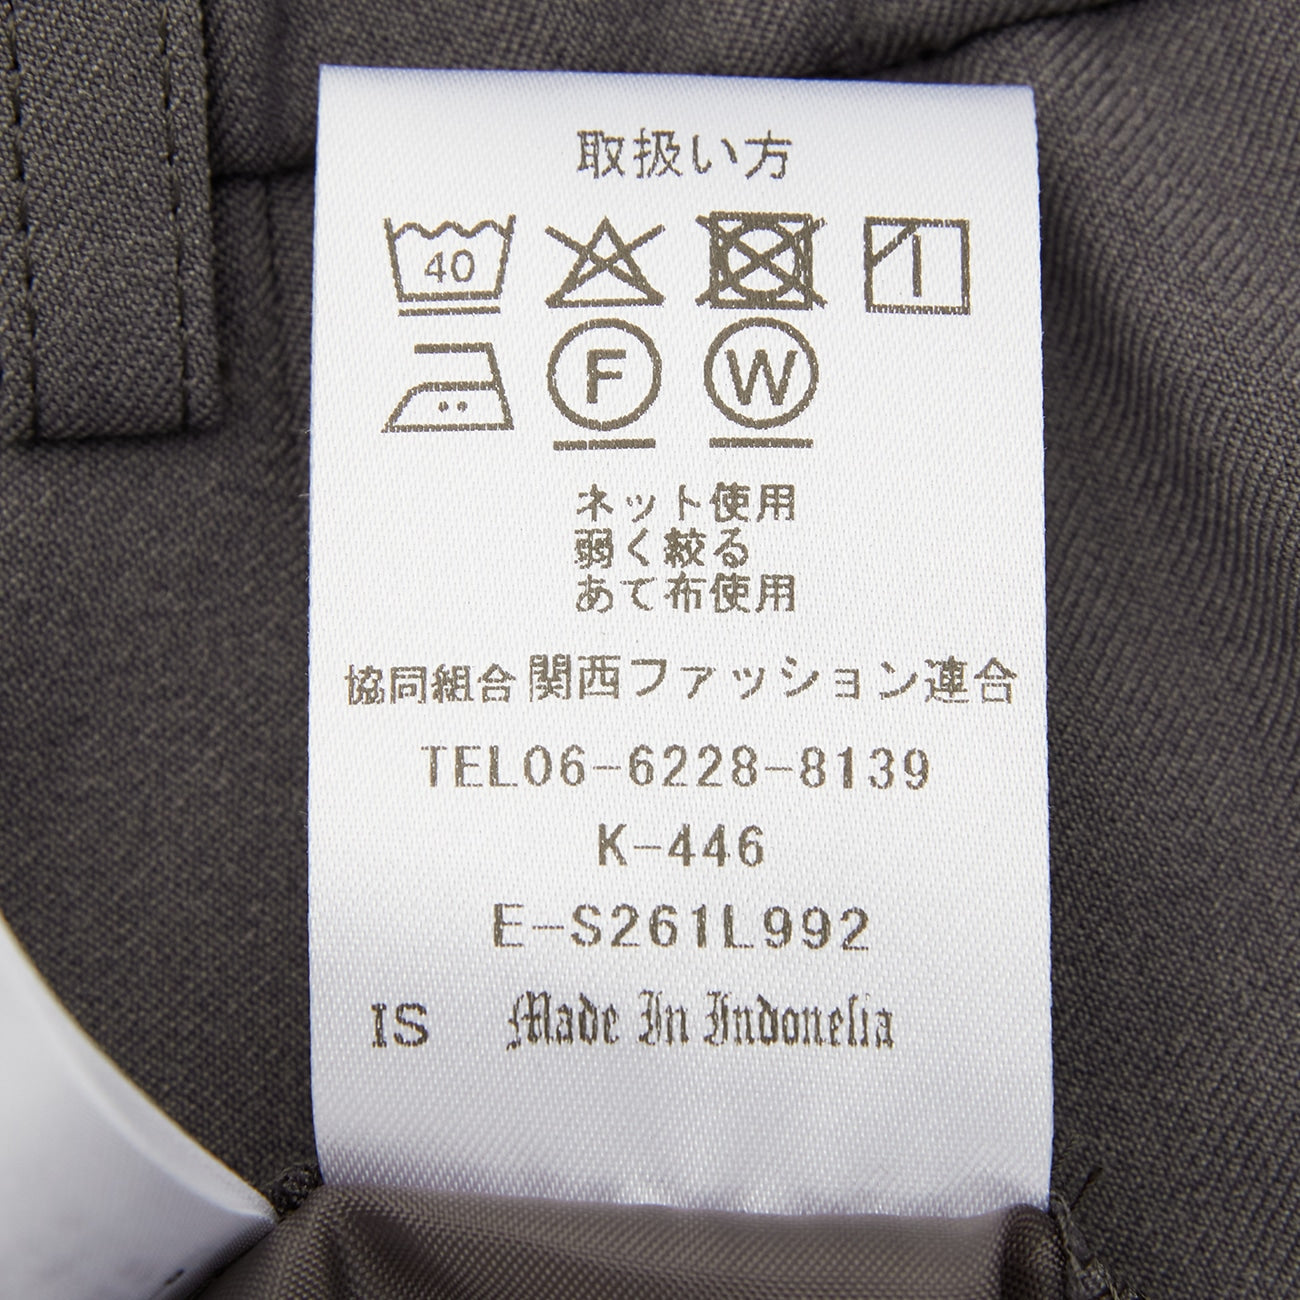 取扱い方
40
F W
ネット使用
弱く絞る
あて布使用
協同組合 関西ファッション連合
TEL06-6228-8139
K-446
E-S261L992
IS Made In Indonesia